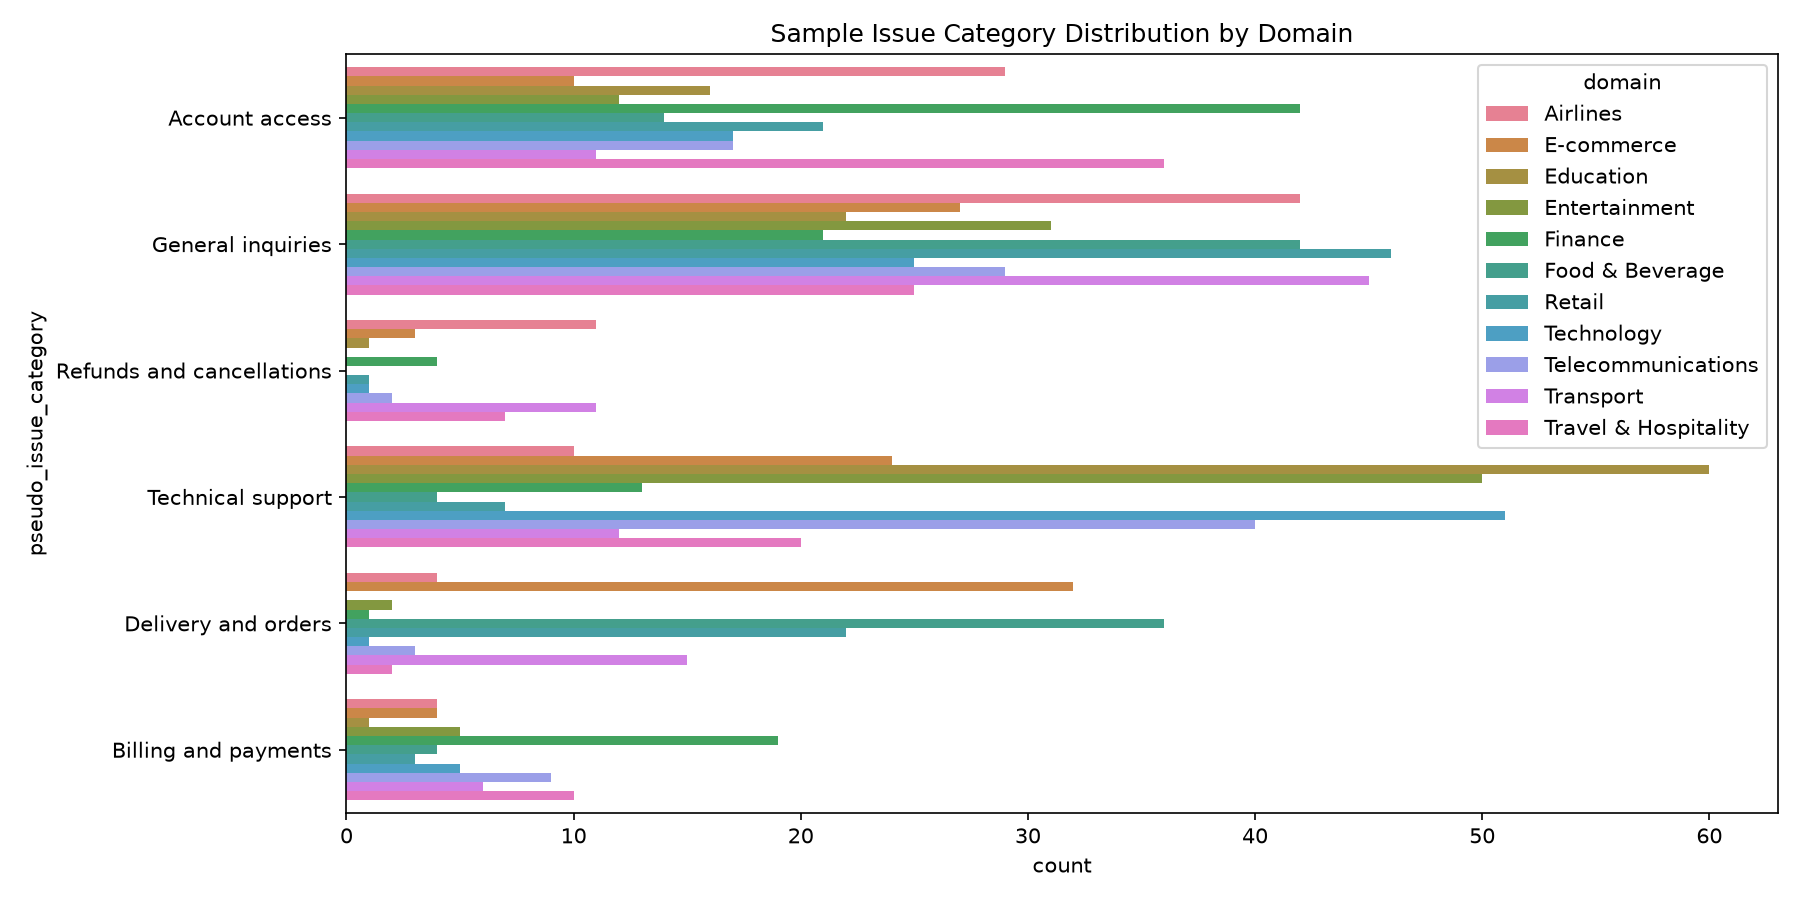 Sample Issue Category Distribution by Domain
domain
Airlines
E-commerce
Education
Entertainment
Finance
Food & Beverage
Retail
Technology
Telecommunications
Transport
Travel & Hospitality
pseudo_issue_category
Account access
General inquiries
Refunds and cancellations
Technical support
Delivery and orders
Billing and payments
0 10 20 30 40 50 60
count